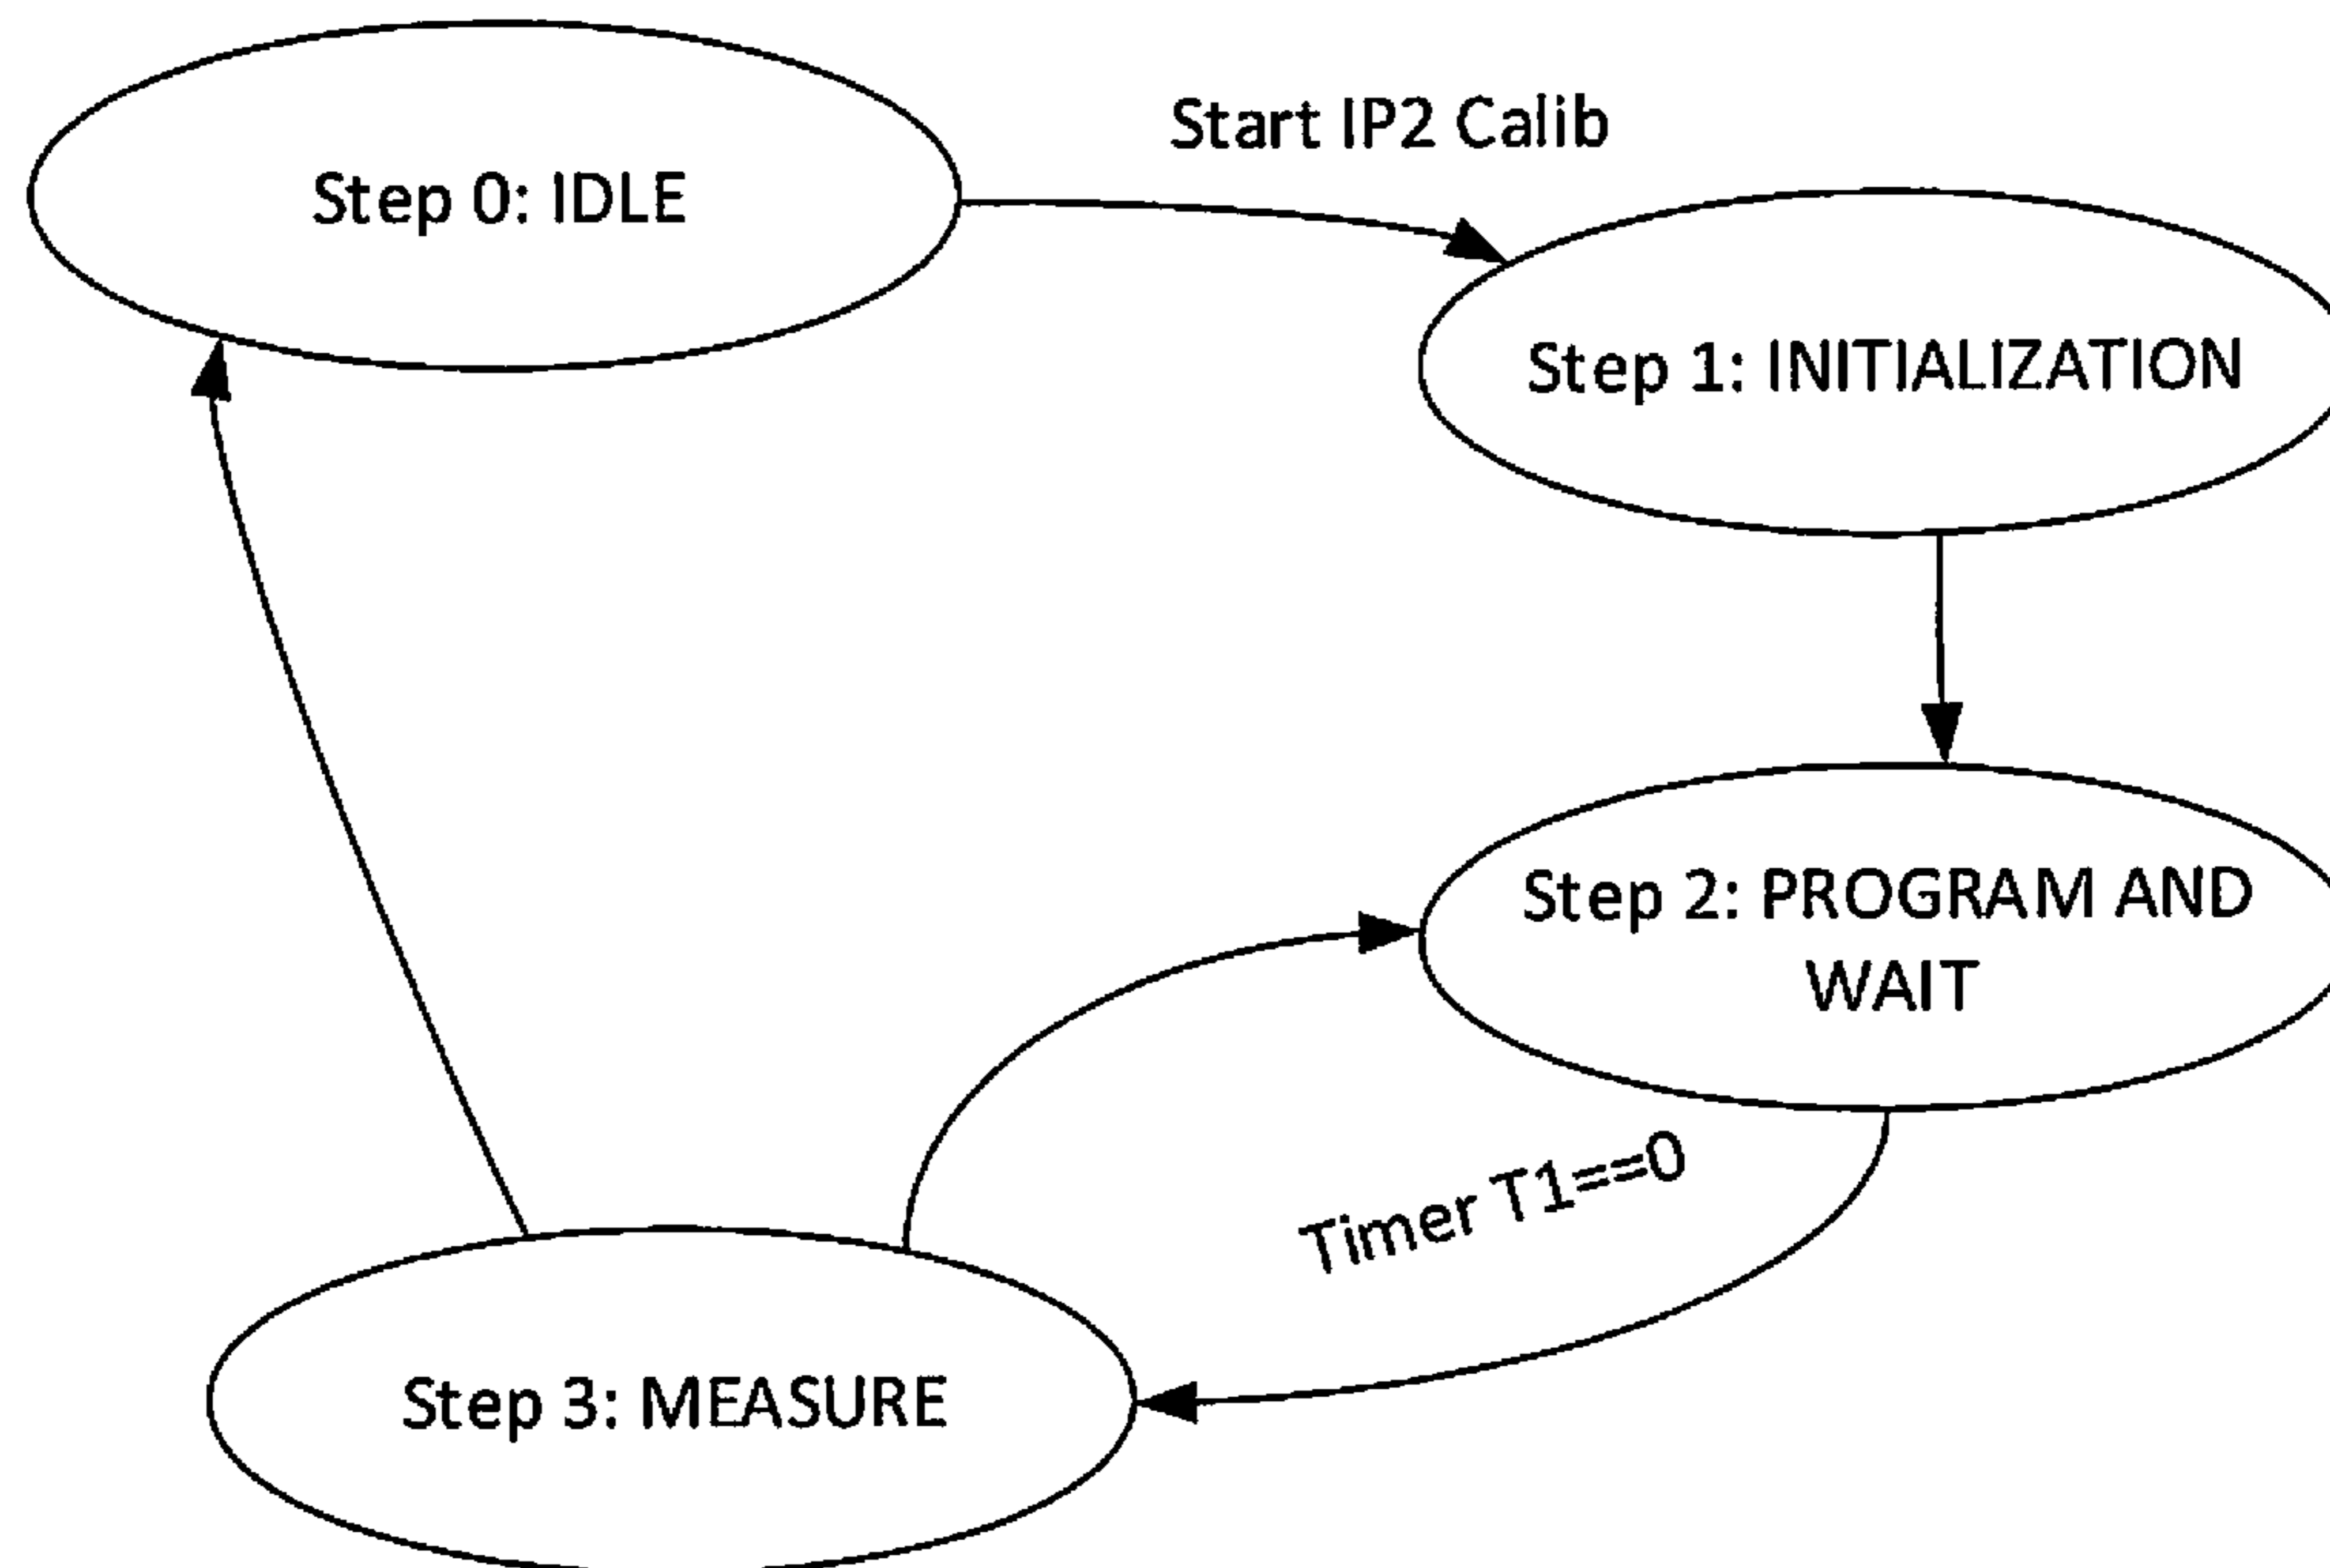 Step 0: IDLE
Start IP2 Calib
Step 1: INITIALIZATION
Step 2: PROGRAM AND
WAIT
Timer T1==0
Step 3: MEASURE